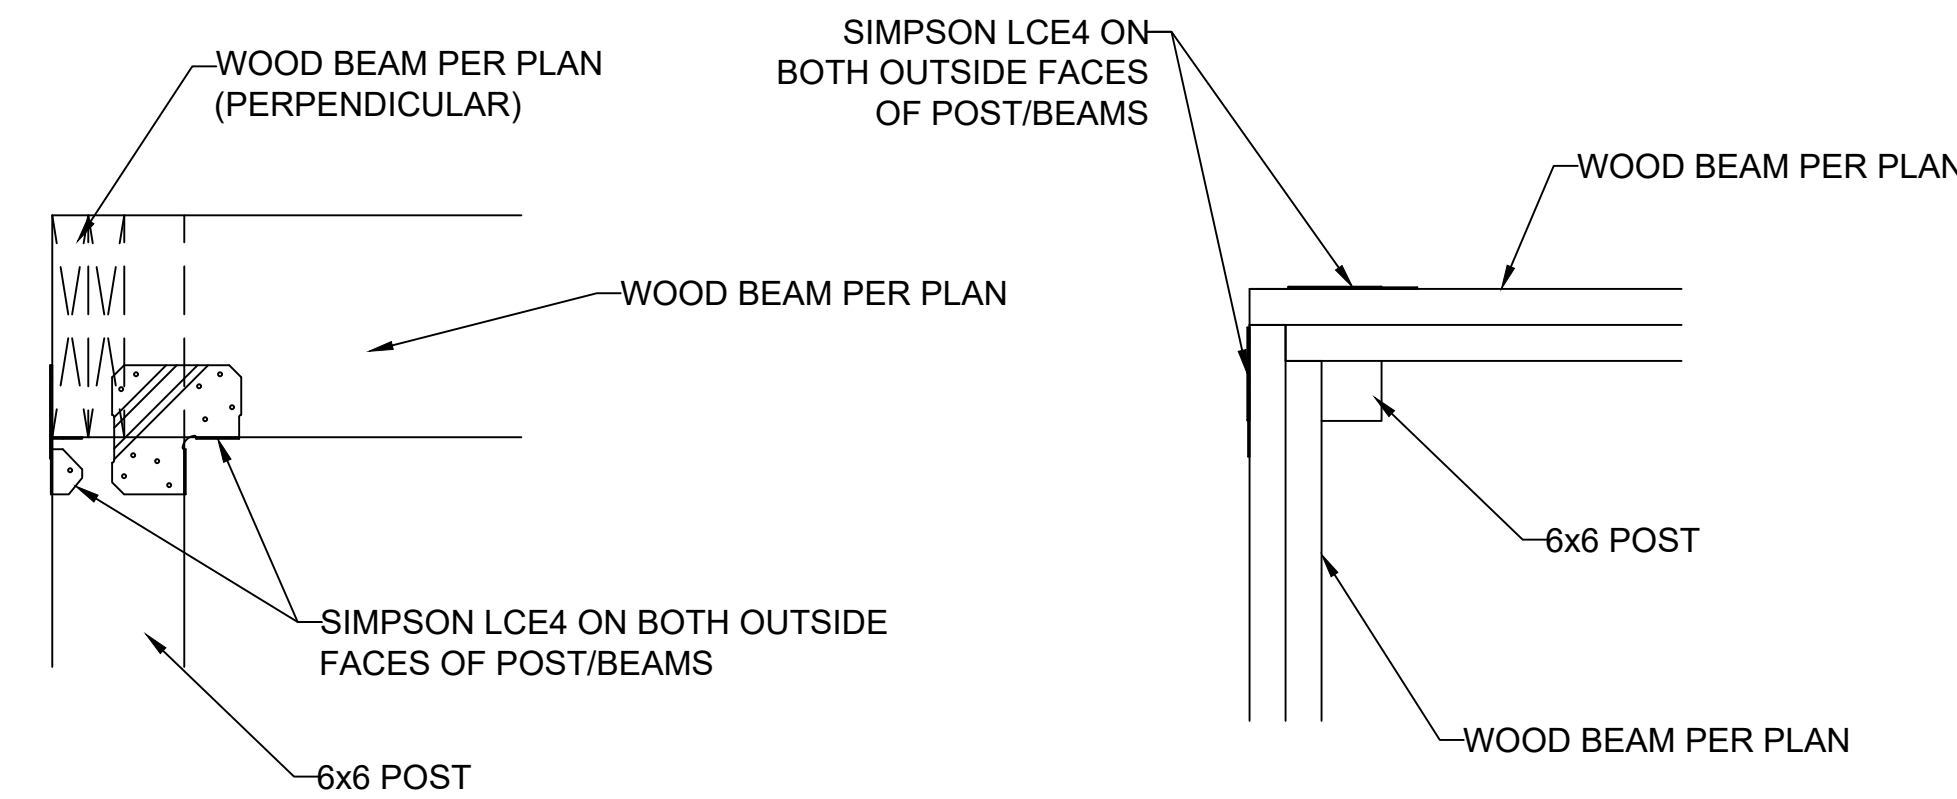 WOOD BEAM PER PLAN
(PERPENDICULAR)
WOOD BEAM PER PLAN
SIMPSON LCE4 ON BOTH OUTSIDE
FACES OF POST/BEAMS
6x6 POST
SIMPSON LCE4 ON
BOTH OUTSIDE FACES
OF POST/BEAMS
WOOD BEAM PER PLAN
6x6 POST
WOOD BEAM PER PLAN